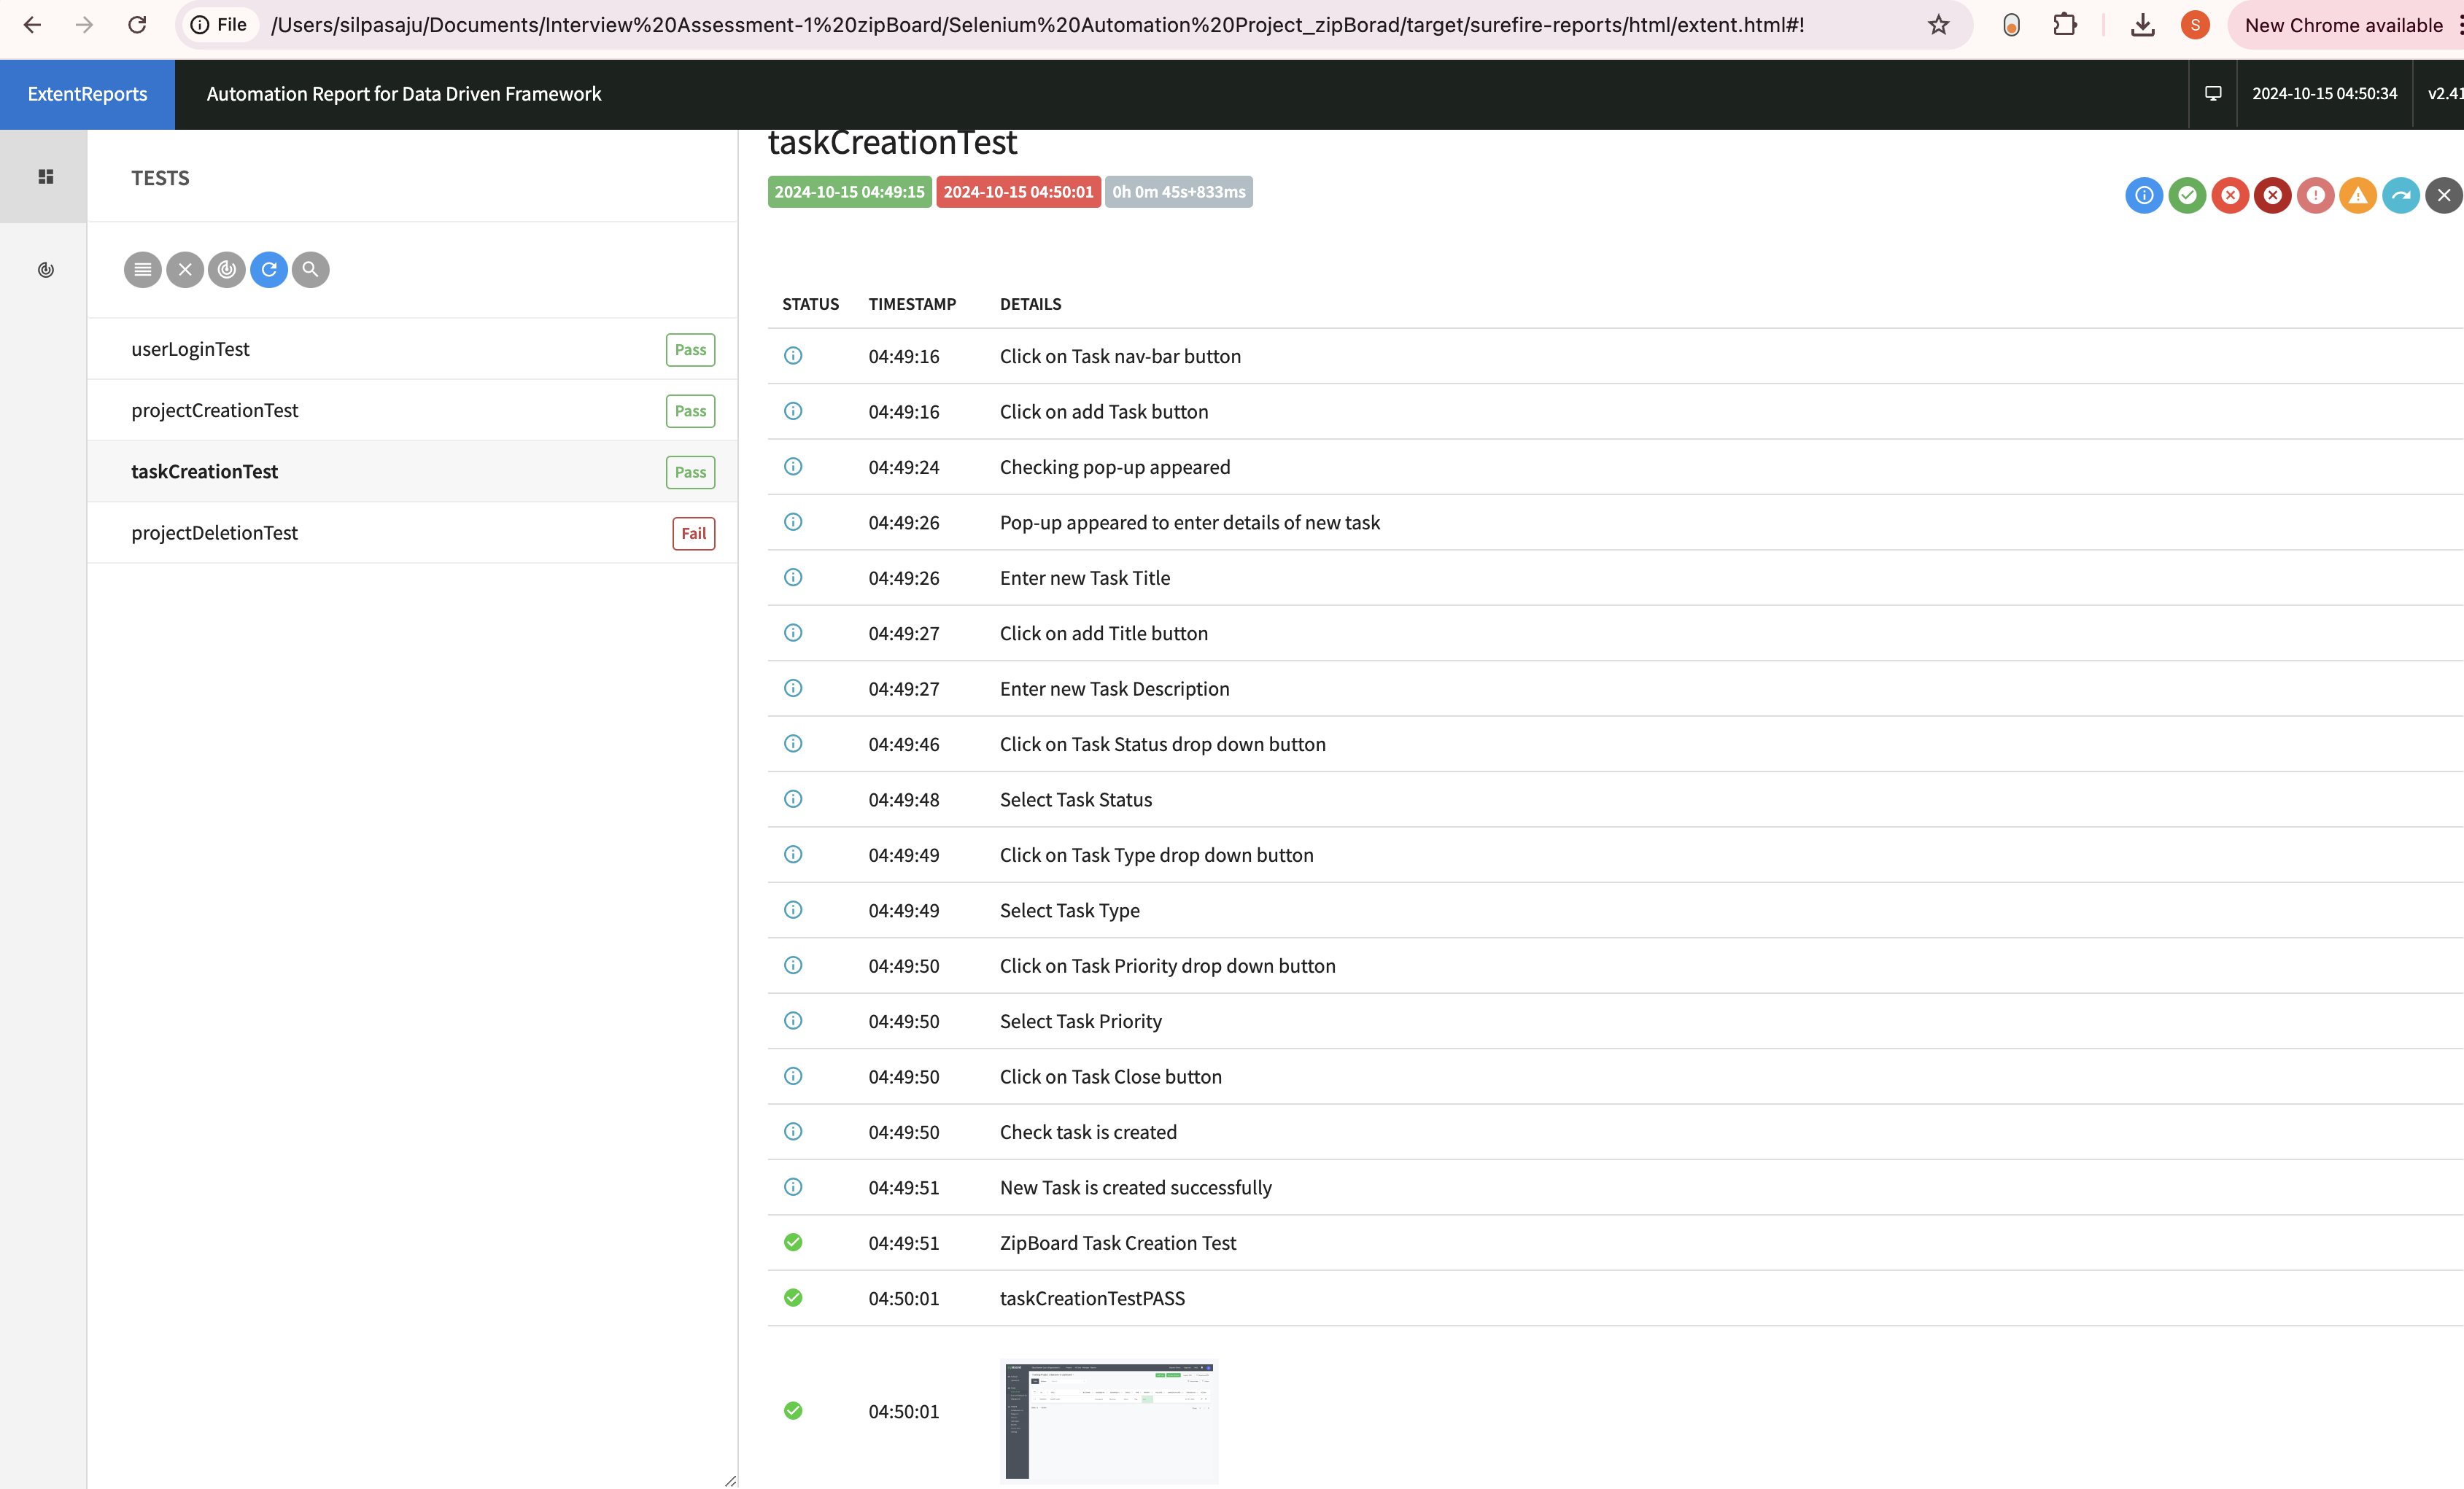 File
/Users/silpasaju/Documents/Interview%20Assessment-1%20zipBoard/Selenium%20Automation%20Project_zipBorad/target/surefire-reports/html/extent.html#!
S
New Chrome available
ExtentReports
Automation Report for Data Driven Framework
2024-10-15 04:50:34
v2.41
TESTS
userLoginTest
Pass
projectCreationTest
Pass
taskCreationTest
Pass
projectDeletionTest
Fail
taskCreationTest
2024-10-15 04:49:15
2024-10-15 04:50:01
0h 0m 45s+833ms
STATUS TIMESTAMP DETAILS
04:49:16 Click on Task nav-bar button
04:49:16 Click on add Task button
04:49:24 Checking pop-up appeared
04:49:26 Pop-up appeared to enter details of new task
04:49:26 Enter new Task Title
04:49:27 Click on add Title button
04:49:27 Enter new Task Description
04:49:46 Click on Task Status drop down button
04:49:48 Select Task Status
04:49:49 Click on Task Type drop down button
04:49:49 Select Task Type
04:49:50 Click on Task Priority drop down button
04:49:50 Select Task Priority
04:49:50 Click on Task Close button
04:49:50 Check task is created
04:49:51 New Task is created successfully
04:49:51 ZipBoard Task Creation Test
04:50:01 taskCreationTestPASS
04:50:01